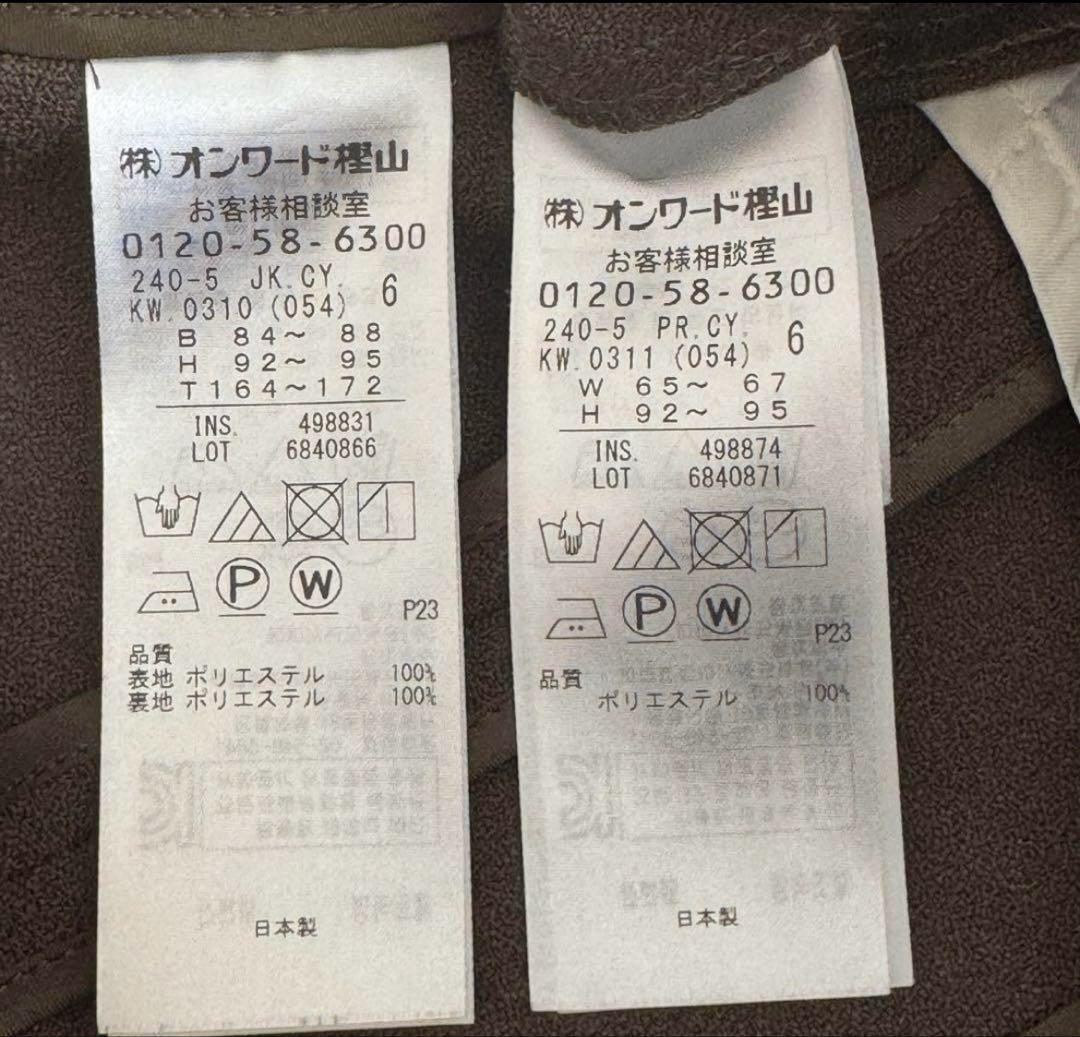 (株)オンワード樫山
お客様相談室
0120-58-6300
240-5 JK.CY. 6
KW.0310(054)
B 84~ 88
H 92~ 95
T164~172
INS. 498831
LOT 6840866
P W
P23
品質
表地 ポリエステル 100%
裏地 ポリエステル 100%
日本製
(株)オンワード樫山
お客様相談室
0120-58-6300
240-5 PR.CY. 6
KW.0311(054)
W 65~ 67
H 92~ 95
INS. 498874
LOT 6840871
P W
P23
品質
ポリエステル 100%
日本製